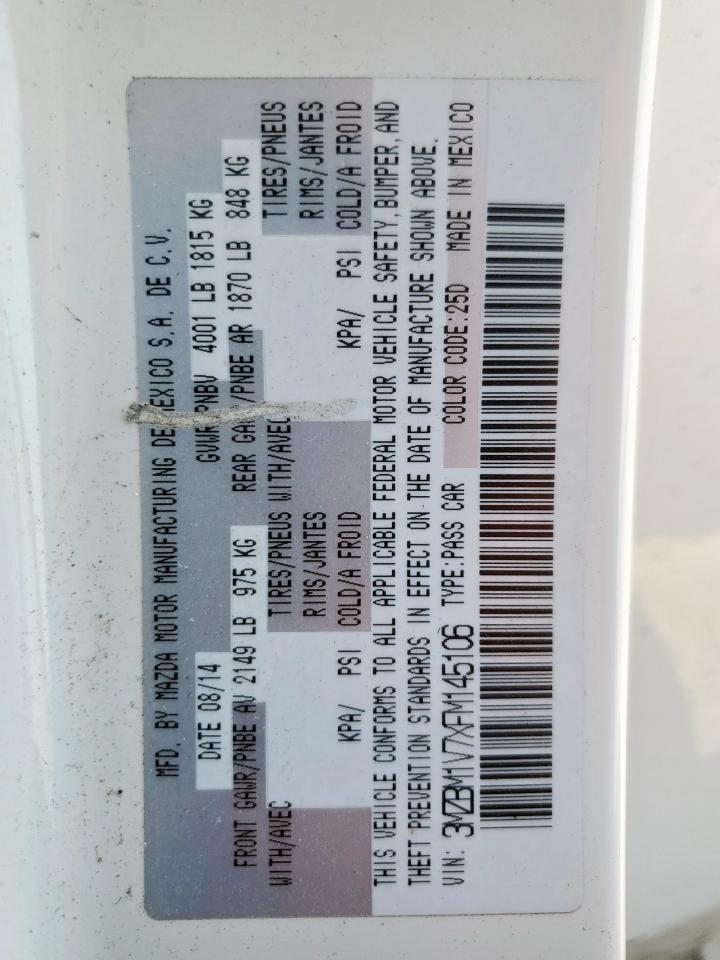 MFD. BY MAZDA MOTOR MANUFACTURING DE MEXICO S.A. DE C.V.
DATE 08/14 GVWR/PNBV 4001 LB 1815 KG
FRONT GAWR/PNBE AV 2149 LB 975 KG REAR GAWR/PNBE AR 1870 LB 848 KG
WITH/AVEC TIRES/PNEUS WITH/AVEC TIRES/PNEUS
RIMS/JANTES RIMS/JANTES
KPA/ PSI COLD/A FROID KPA/ PSI COLD/A FROID
THIS VEHICLE CONFORMS TO ALL APPLICABLE FEDERAL MOTOR VEHICLE SAFETY, BUMPER, AND
THEFT PREVENTION STANDARDS IN EFFECT ON THE DATE OF MANUFACTURE SHOWN ABOVE.
VIN: 3MZBM1V7XFM145106 TYPE:PASS CAR COLOR CODE:25D MADE IN MEXICO